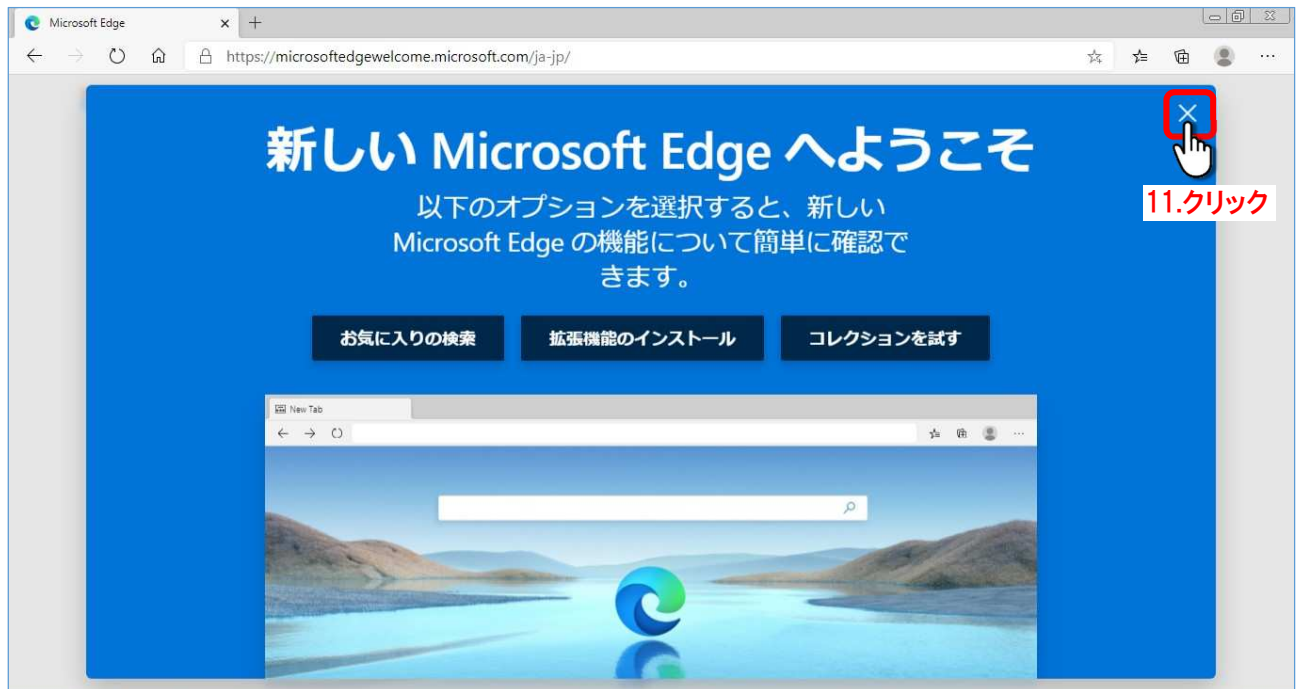 Microsoft Edge
https://microsoftedgewelcome.microsoft.com/ja-jp/
新しい Microsoft Edge へようこそ
11.クリック
以下のオプションを選択すると、新しい
Microsoft Edge の機能について簡単に確認で
きます。
お気に入りの検索 拡張機能のインストール コレクションを試す
New Tab